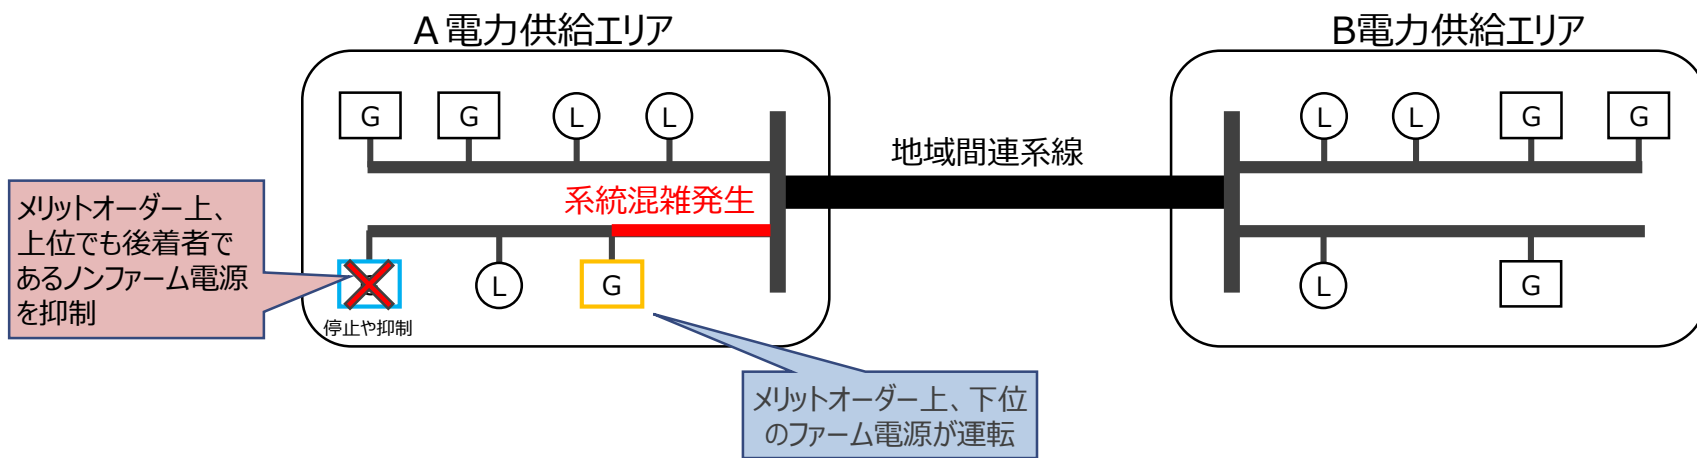 A電力供給エリア
B電力供給エリア
G
G
L
L
L
L
G
G
地域間連系線
系統混雑発生
メリットオーダー上、
上位でも後着者で
あるノンファーム電源
を抑制
L
G
L
G
停止や抑制
メリットオーダー上、下位
のファーム電源が運転